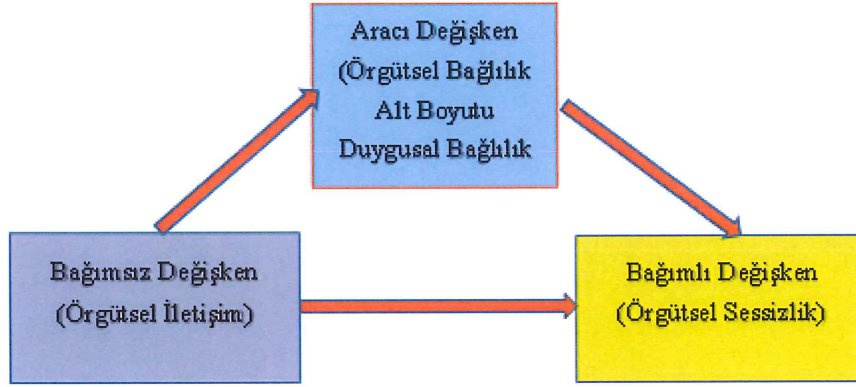 Aracı Değişken
(Örgütsel Bağlılık
Alt Boyutu
Duygusal Bağlılık
Bağımsız Değişken
(Örgütsel İletişim)
Bağımlı Değişken
(Örgütsel Sessizlik)